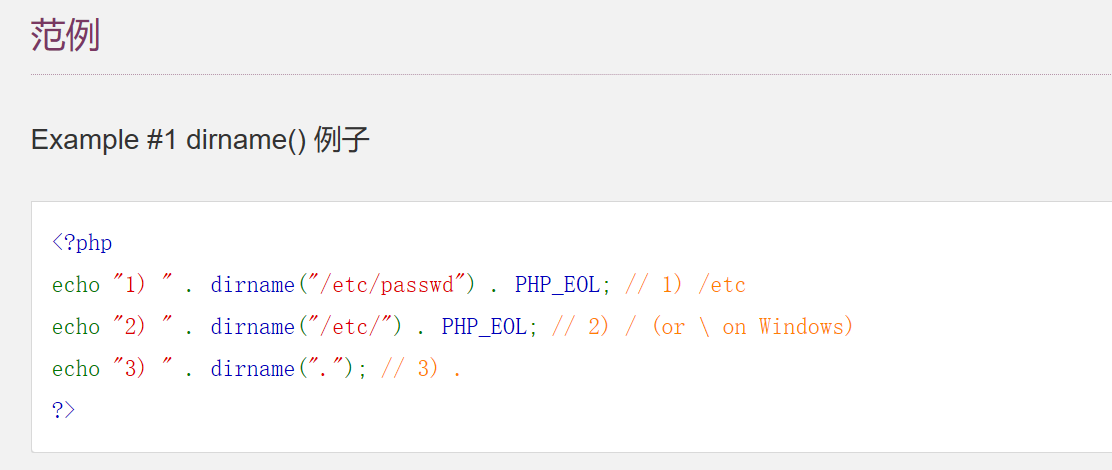 范例
Example #1 dirname() 例子
<?php
echo "1) " . dirname("/etc/passwd") . PHP_EOL; // 1) /etc
echo "2) " . dirname("/etc/") . PHP_EOL; // 2) / (or \ on Windows)
echo "3) " . dirname("."); // 3) .
?>